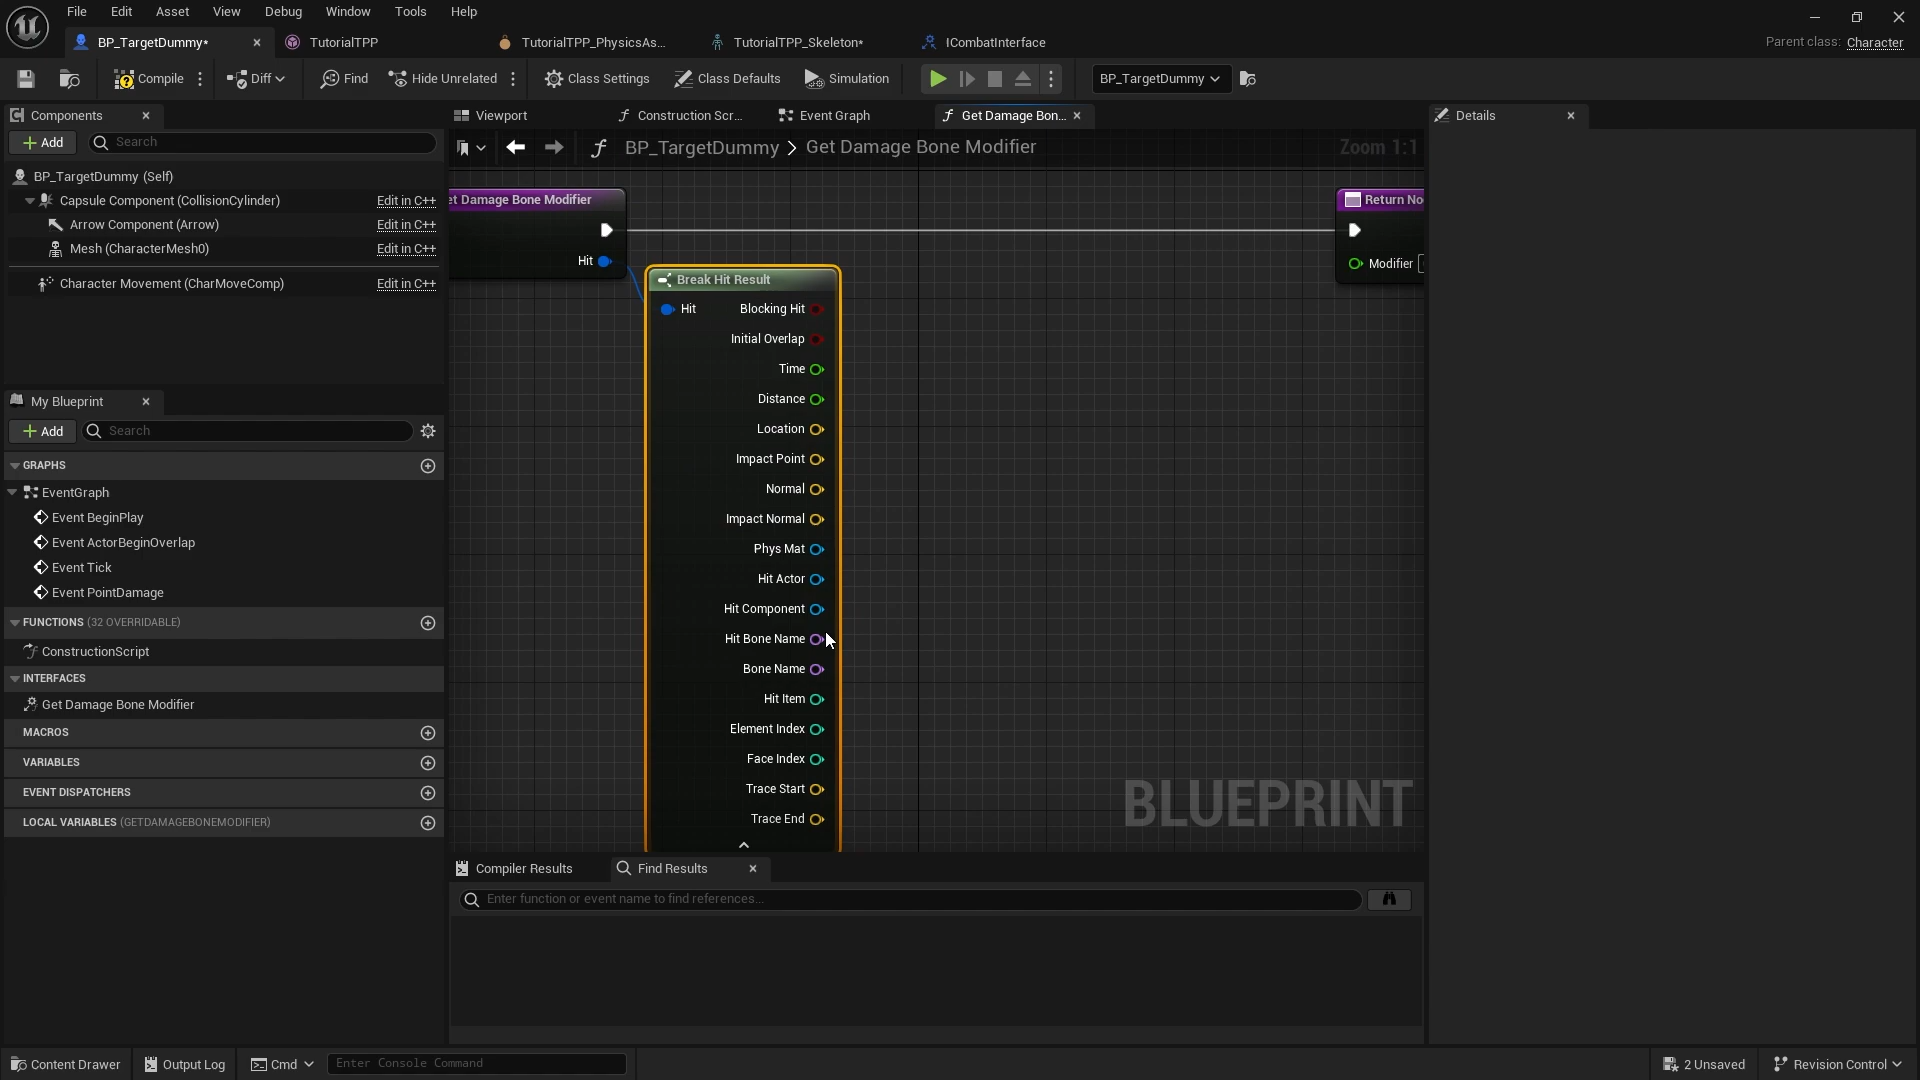 File Edit Asset View Debug Window Tools Help
BP_TargetDummy* TutorialTPP TutorialTPP_PhysicsAs... TutorialTPP_Skeleton* ICombatInterface Parent class: Character
Compile Diff Find Hide Unrelated Class Settings Class Defaults Simulation BP_TargetDummy
Components
Add Search
BP_TargetDummy (Self)
Capsule Component (CollisionCylinder) Edit in C++
Arrow Component (Arrow) Edit in C++
Mesh (CharacterMesh0) Edit in C++
Character Movement (CharMoveComp) Edit in C++
My Blueprint
Add Search
GRAPHS
EventGraph
Event BeginPlay
Event ActorBeginOverlap
Event Tick
Event PointDamage
FUNCTIONS (32 OVERRIDABLE)
ConstructionScript
INTERFACES
Get Damage Bone Modifier
MACROS
VARIABLES
EVENT DISPATCHERS
LOCAL VARIABLES (GETDAMAGEBONEMODIFIER)
Viewport Construction Scr... Event Graph Get Damage Bon...
BP_TargetDummy > Get Damage Bone Modifier Zoom 1:1
et Damage Bone Modifier
Hit
Break Hit Result
Hit Blocking Hit
Initial Overlap
Time
Distance
Location
Impact Point
Normal
Impact Normal
Phys Mat
Hit Actor
Hit Component
Hit Bone Name
Bone Name
Hit Item
Element Index
Face Index
Trace Start
Trace End
Return No
Modifier
BLUEPRINT
Compiler Results Find Results
Enter function or event name to find references...
Details
Content Drawer Output Log Cmd Enter Console Command 2 Unsaved Revision Control